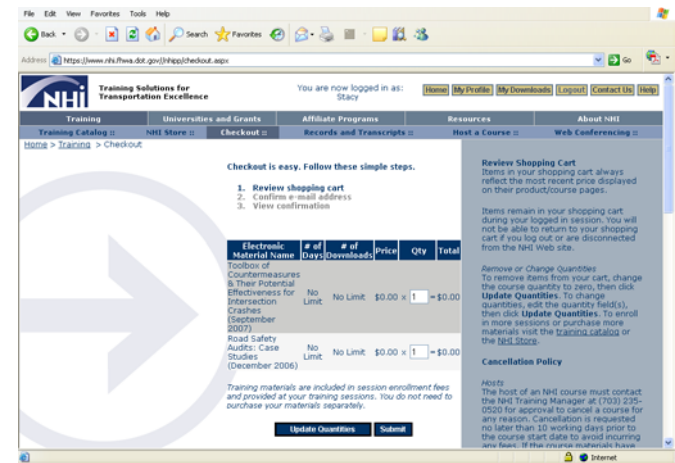 File Edit View Favorites Tools Help
Back Search Favorites
Address https://www.nhi.fhwa.dot.gov/nhipp/checkout.aspx Go
NHI Training Solutions for
Transportation Excellence
You are now logged in as:
Stacy
Home My Profile My Downloads Logout Contact Us Help
Training Universities and Grants Affiliate Programs Resources About NHI
Training Catalog :: NHI Store :: Checkout :: Records and Transcripts :: Host a Course :: Web Conferencing ::
Home > Training > Checkout
Checkout is easy. Follow these simple steps.
1. Review shopping cart
2. Confirm e-mail address
3. View confirmation
Electronic Material Name # of Days # of Downloads Price Qty Total
Toolbox of
Countermeasures
& Their Potential
Effectiveness for
Intersection
Crashes
(September
2007)
No Limit No Limit $0.00 × 1 = $0.00
Road Safety
Audits: Case
Studies
(December 2006)
No Limit No Limit $0.00 × 1 = $0.00
Training materials are included in session enrollment fees
and provided at your training sessions. You do not need to
purchase your materials separately.
Update Quantities Submit
Review Shopping Cart
Items in your shopping cart always
reflect the most recent price displayed
on their product/course pages.
Items remain in your shopping cart
during your logged in session. You will
not be able to return to your shopping
cart if you log out or are disconnected
from the NHI Web site.
Remove or Change Quantities
To remove items from your cart, change
the course quantity to zero, then click
Update Quantities. To change
quantities, edit the quantity field(s),
then click Update Quantities. To enroll
in more sessions or purchase more
materials visit the training catalog or
the NHI Store.
Cancellation Policy
Hosts
The host of an NHI course must contact
the NHI Training Manager at (703) 235-
0520 for approval to cancel a course for
any reason. Cancellation is requested
no later than 10 working days prior to
the course start date to avoid incurring
any fees. If the course materials have
Internet